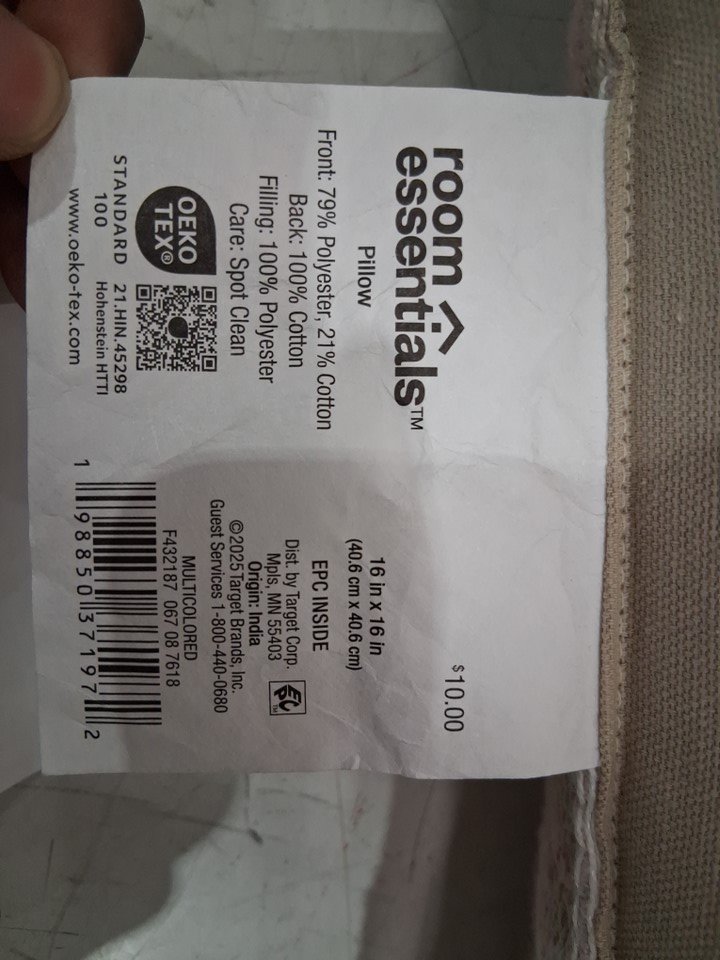 room
essentials™
Pillow
Front: 79% Polyester, 21% Cotton
Back: 100% Cotton
Filling: 100% Polyester
Care: Spot Clean
OEKO
TEX®
STANDARD
100
21.HIN.45298
Hohenstein HTTI
www.oeko-tex.com
$10.00
16 in x 16 in
(40.6 cm x 40.6 cm)
EPC INSIDE
Dist. by Target Corp.
Mpls, MN 55403
Origin: India
©2025 Target Brands, Inc.
Guest Services 1-800-440-0680
EPC™
MULTICOLORED
F432187 067 08 7618
1 98850 37197 2